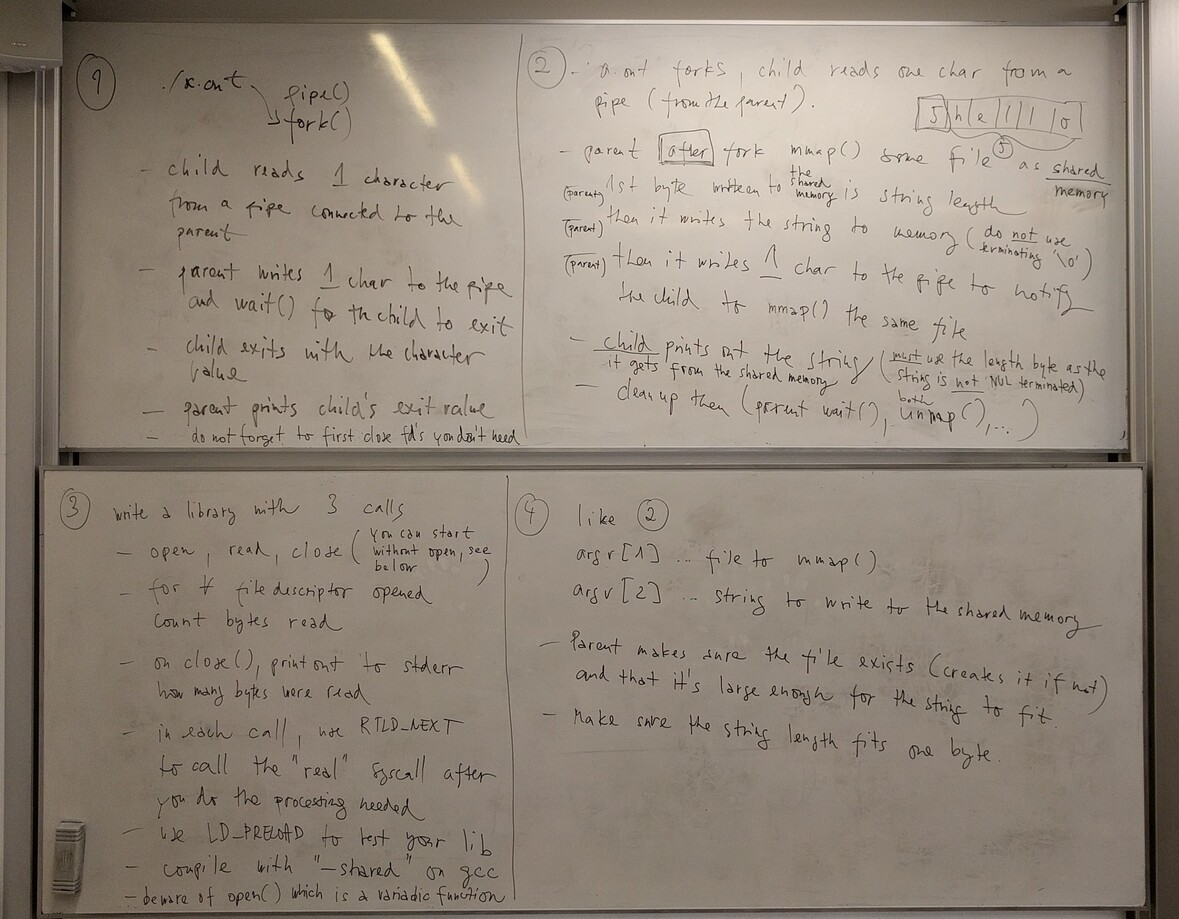 1
./a.out
pipe()
fork()
- child reads 1 character
from a pipe connected to the
parent
- parent writes 1 char to the pipe
and wait() for th child to exit
- child exits with the character
value
- parent prints child's exit value
- do not forget to first close fd's you don't need
2 - a.out forks, child reads one char from a
pipe (from the parent).
5 h e l l o
5
- parent after fork mmap() some file as shared
memory
(parent) 1st byte written to the shared memory is string length
(parent) then it writes the string to memory (do not use
terminating '\0')
(parent) then it writes 1 char to the pipe to notify
the child to mmap() the same file
- child prints out the string (must use the length byte as the
it gets from the shared memory string is not NUL terminated)
- clean up then (parent wait(), both unmap(), ...)
3 write a library with 3 calls
- open, read, close (you can start
without open, see
below)
- for ∀ file descriptor opened
count bytes read
- on close(), print out to stderr
how many bytes were read
- in each call, use RTLD_NEXT
to call the "real" syscall after
you do the processing needed
- use LD_PRELOAD to test your lib
- compile with "-shared" on gcc
- beware of open() which is a variadic function
4 like 2
argv[1] ... file to mmap()
argv[2] ... string to write to the shared memory
- Parent makes sure the file exists (creates it if not)
and that it's large enough for the string to fit.
- Make sure the string length fits one byte.